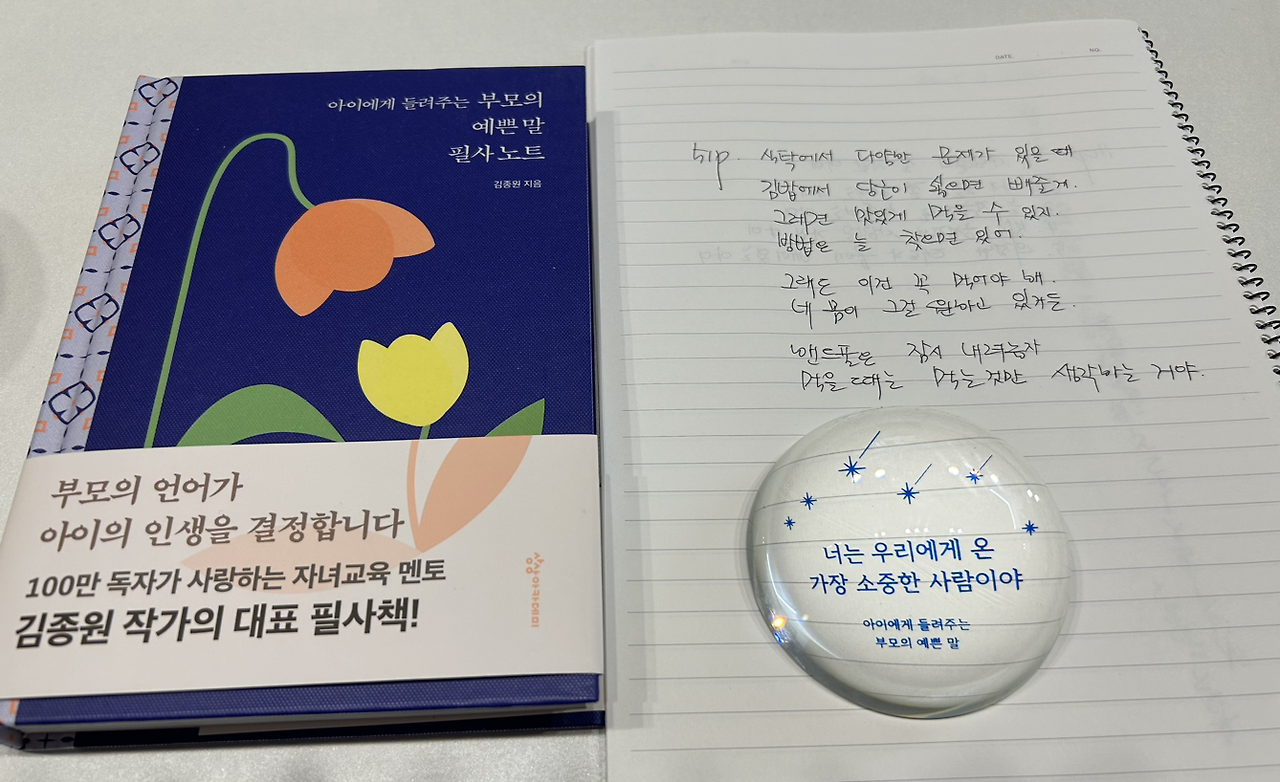 아이에게 들려주는 부모의
예쁜 말
필사 노트
김종원 지음
부모의 언어가
아이의 인생을 결정합니다
100만 독자가 사랑하는 자녀교육 멘토
김종원 작가의 대표 필사책!
상상아카데미
DATE.
NO.
tip. 식탁에서 다양한 문제가 있을 때
김밥에서 당근이 싫으면 빼줄게.
그러면 맛있게 먹을 수 있지.
방법은 늘 찾으면 있어.
그래도 이건 꼭 먹어야 해.
네 몸이 그걸 원하고 있거든.
핸드폰은 잠시 내려놓자
먹을 때는 먹는 것만 생각하는 거야.
너는 우리에게 온
가장 소중한 사람이야
아이에게 들려주는
부모의 예쁜 말